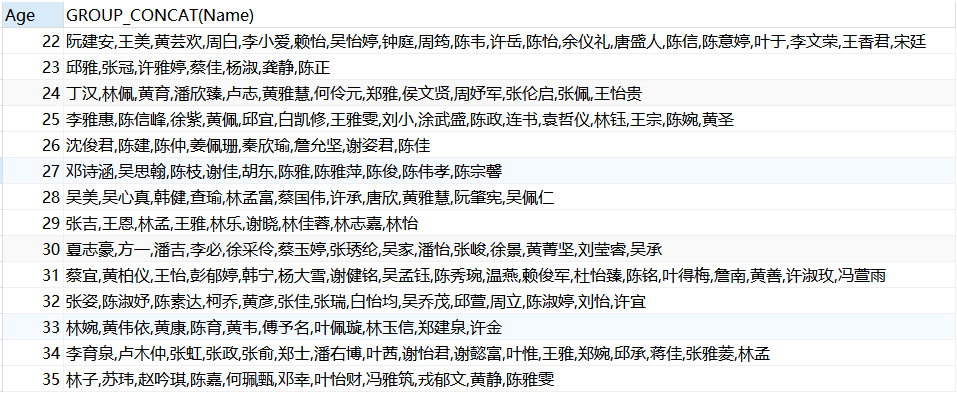 Age GROUP_CONCAT(Name)
22 阮建安,王美,黄芸欢,周白,李小爱,赖怡,吴怡婷,钟庭,周筠,陈韦,许岳,陈怡,余仪礼,唐盛人,陈信,陈意婷,叶于,李文荣,王香君,宋廷
23 邱雅,张冠,许雅婷,蔡佳,杨淑,龚静,陈正
24 丁汉,林佩,黄育,潘欣臻,卢志,黄雅慧,何伶元,郑雅,侯文贤,周妤军,张伦启,张佩,王怡贵
25 李雅惠,陈信峰,徐紫,黄佩,邱宜,白凯修,王雅雯,刘小,涂武盛,陈政,连书,袁哲仪,林钰,王宗,陈婉,黄圣
26 沈俊君,陈建,陈仲,姜佩珊,秦欣瑜,詹允坚,谢姿君,陈佳
27 邓诗涵,吴思翰,陈枝,谢佳,胡东,陈雅,陈雅萍,陈俊,陈伟孝,陈宗馨
28 吴美,吴心真,韩健,查瑜,林孟富,蔡国伟,许承,唐欣,黄雅慧,阮肇宪,吴佩仁
29 张吉,王恩,林孟,王雅,林乐,谢晓,林佳蓉,林志嘉,林怡
30 夏志豪,方一,潘吉,李必,徐采伶,蔡玉婷,张琇纶,吴家,潘怡,张峻,徐景,黄菁坚,刘莹睿,吴承
31 蔡宜,黄柏仪,王怡,彭郁婷,韩宁,杨大雪,谢健铭,吴孟钰,陈秀琬,温燕,赖俊军,杜怡臻,陈铭,叶得梅,詹南,黄善,许淑玫,冯萱雨
32 张姿,陈淑妤,陈素达,柯乔,黄彦,张佳,张瑞,白怡均,吴乔茂,邱萱,周立,陈淑婷,刘怡,许宜
33 林婉,黄伟依,黄康,陈育,黄韦,傅予名,叶佩璇,林玉信,郑建泉,许金
34 李育泉,卢木仲,张虹,张政,张俞,郑士,潘右博,叶茜,谢怡君,谢懿富,叶惟,王雅,郑婉,邱承,蒋佳,张雅菱,林孟
35 林子,苏玮,赵吟琪,陈嘉,何珮甄,邓幸,叶怡财,冯雅筑,戎郁文,黄静,陈雅雯